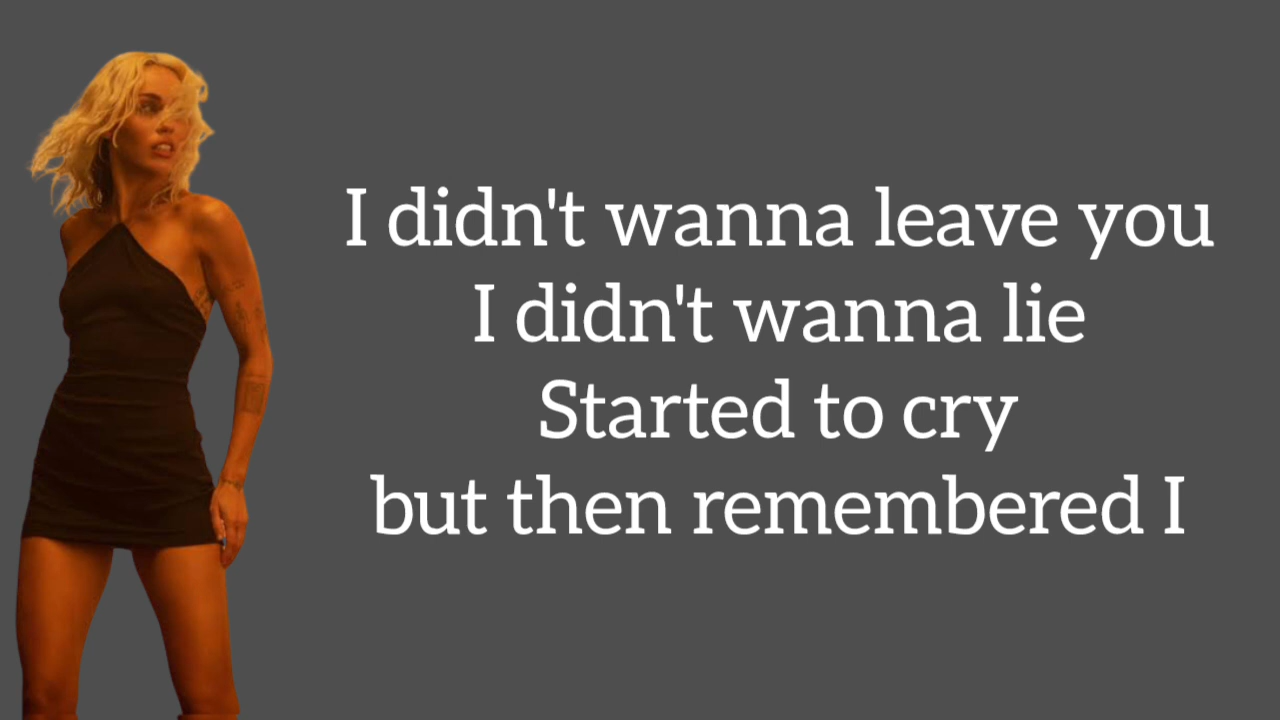 I didn't wanna leave you
I didn't wanna lie
Started to cry
but then remembered I